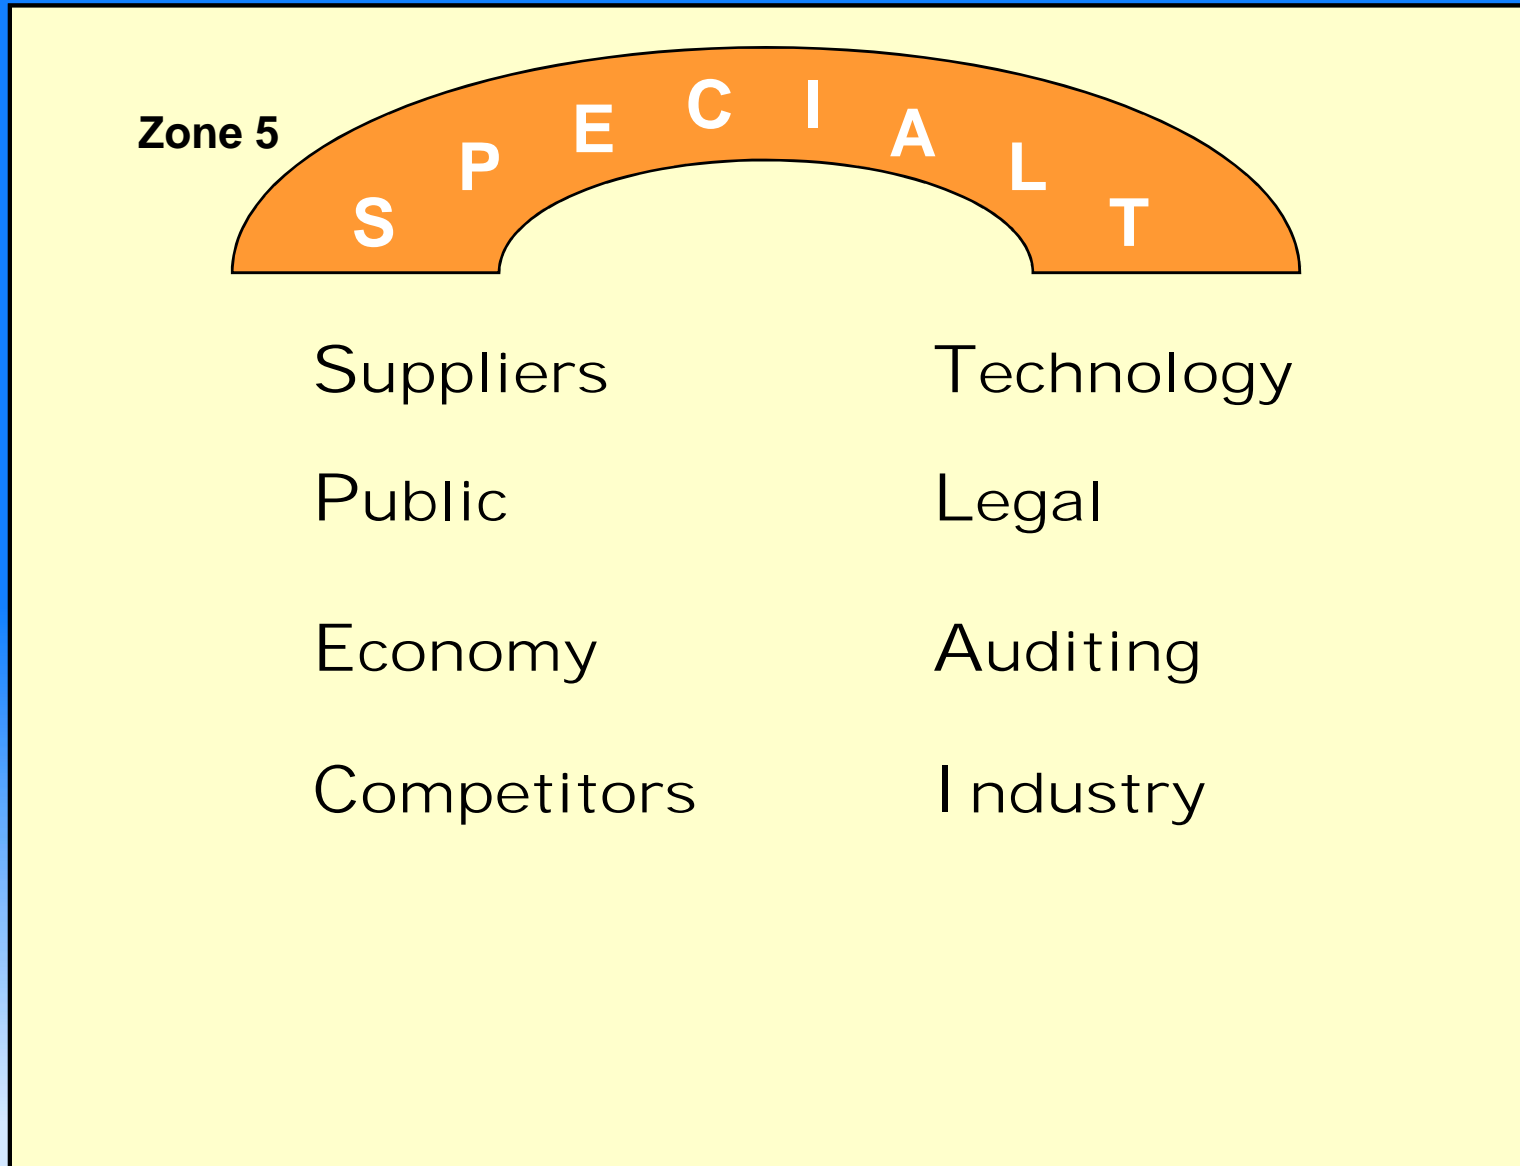 Zone 5
S P E C I A L T
Suppliers Technology
Public Legal
Economy Auditing
Competitors Industry